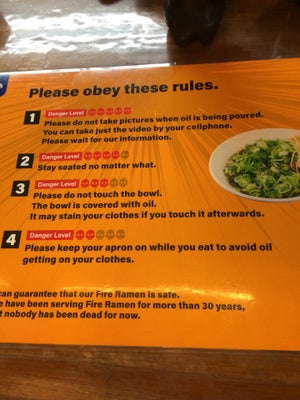 Please obey these rules.
1 Danger Level
Please do not take pictures when oil is being poured.
You can take just the video by your cellphone.
Please wait for our information.
2 Danger Level
Stay seated no matter what.
3 Danger Level
Please do not touch the bowl.
The bowl is covered with oil.
It may stain your clothes if you touch it afterwards.
4 Danger Level
Please keep your apron on while you eat to avoid oil
getting on your clothes.
can guarantee that our Fire Ramen is safe.
have been serving Fire Ramen for more than 30 years,
nobody has been dead for now.